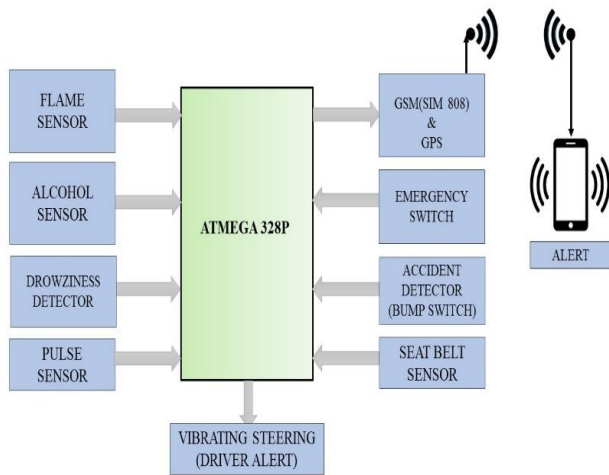 FLAME
SENSOR
ALCOHOL
SENSOR
DROWZINESS
DETECTOR
PULSE
SENSOR
ATMEGA 328P
GSM(SIM 808)
&
GPS
EMERGENCY
SWITCH
ACCIDENT
DETECTOR
(BUMP SWITCH)
SEAT BELT
SENSOR
VIBRATING STEERING
(DRIVER ALERT)
ALERT